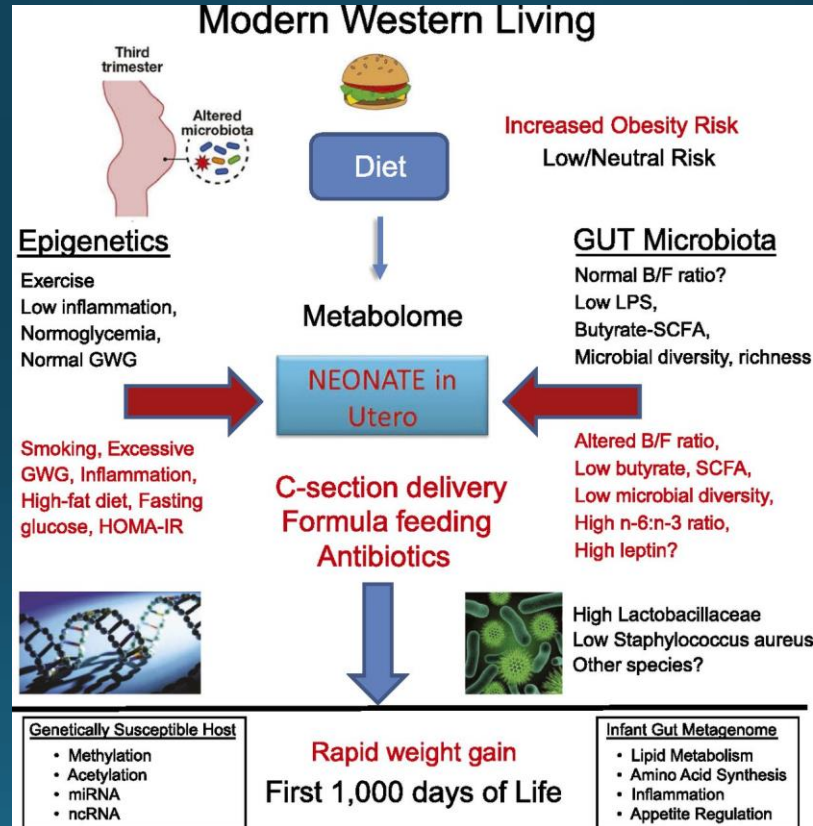 Modern Western Living
Third
trimester
Altered
microbiota
Diet
Increased Obesity Risk
Low/Neutral Risk
Epigenetics
Exercise
Low inflammation,
Normoglycemia,
Normal GWG
Metabolome
GUT Microbiota
Normal B/F ratio?
Low LPS,
Butyrate-SCFA,
Microbial diversity, richness
NEONATE in
Utero
Smoking, Excessive
GWG, Inflammation,
High-fat diet, Fasting
glucose, HOMA-IR
C-section delivery
Formula feeding
Antibiotics
Altered B/F ratio,
Low butyrate, SCFA,
Low microbial diversity,
High n-6:n-3 ratio,
High leptin?
High Lactobacillaceae
Low Staphylococcus aureus
Other species?
Genetically Susceptible Host
• Methylation
• Acetylation
• miRNA
• ncRNA
Rapid weight gain
First 1,000 days of Life
Infant Gut Metagenome
• Lipid Metabolism
• Amino Acid Synthesis
• Inflammation
• Appetite Regulation